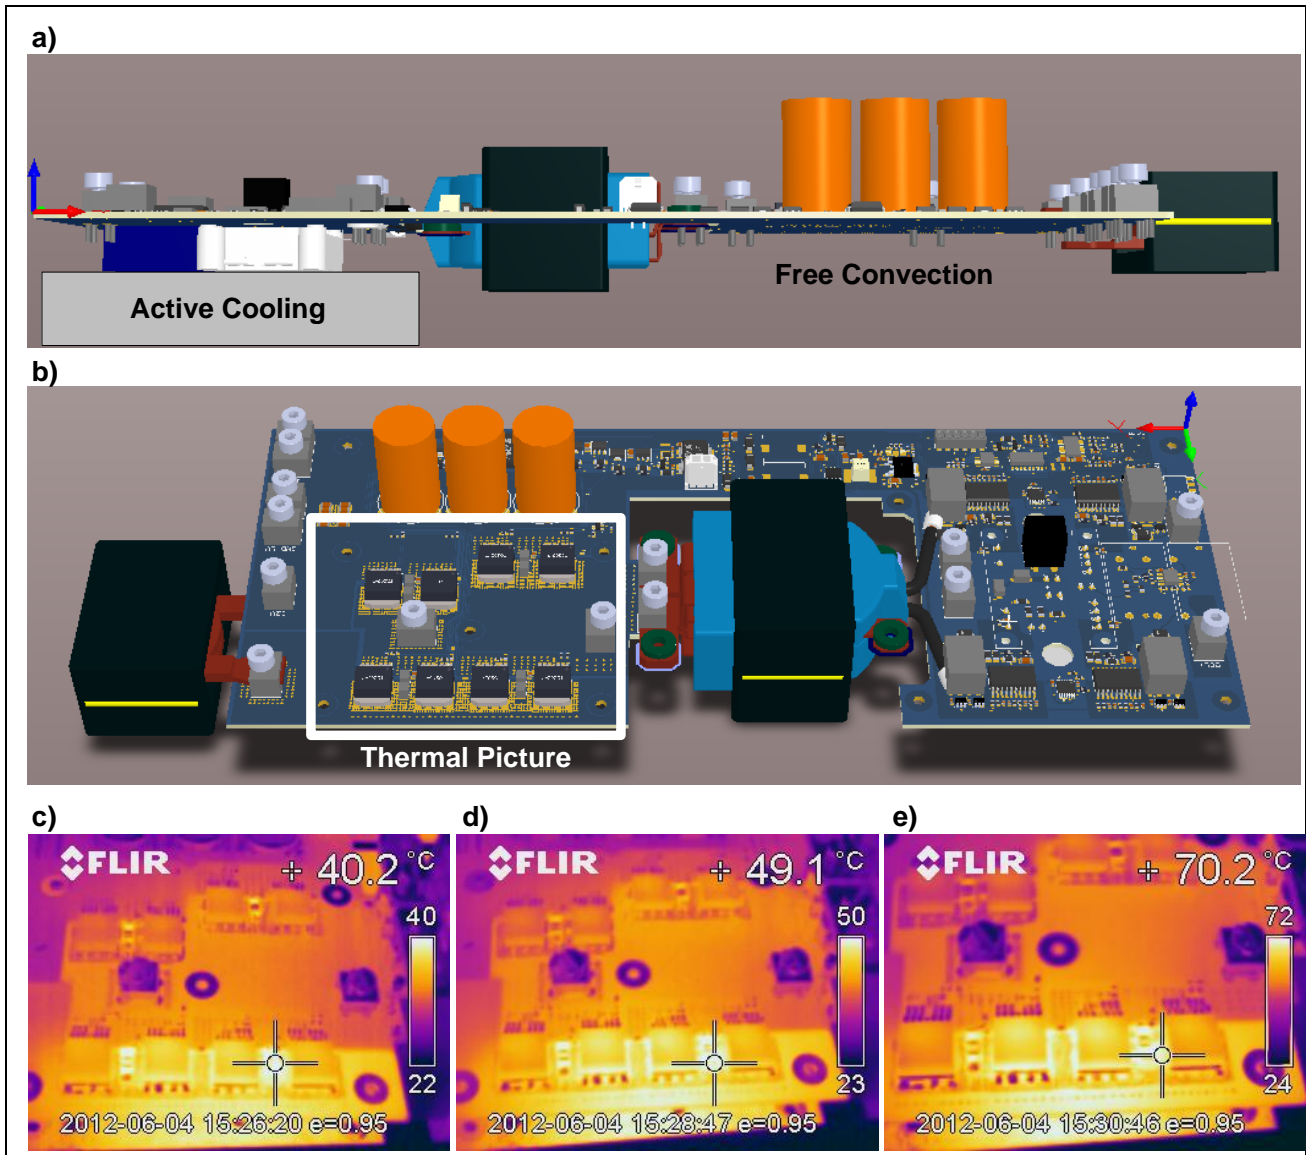 a)
Active Cooling
Free Convection
b)
Thermal Picture
c)
d)
e)
FLIR
+ 40.2 °C
40
22
2012-06-04 15:26:20 e=0.95
FLIR
+ 49.1 °C
50
23
2012-06-04 15:28:47 e=0.95
FLIR
+ 70.2 °C
72
24
2012-06-04 15:30:46 e=0.95